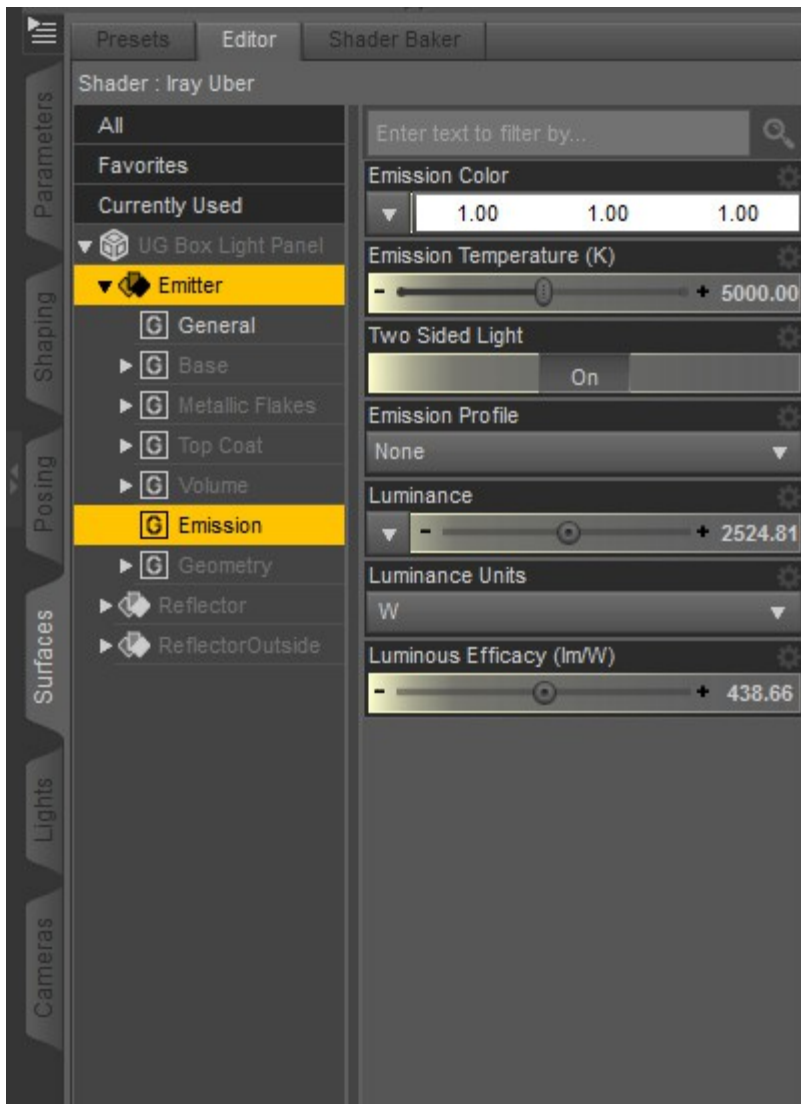 Presets Editor Shader Baker
Shader : Iray Uber
All
Favorites
Currently Used
UG Box Light Panel
Emitter
G General
G Base
G Metallic Flakes
G Top Coat
G Volume
G Emission
G Geometry
Reflector
ReflectorOutside
Enter text to filter by...
Emission Color
1.00 1.00 1.00
Emission Temperature (K)
- + 5000.00
Two Sided Light
On
Emission Profile
None
Luminance
- + 2524.81
Luminance Units
W
Luminous Efficacy (lm/W)
- + 438.66
Parameters
Shaping
Posing
Surfaces
Lights
Cameras